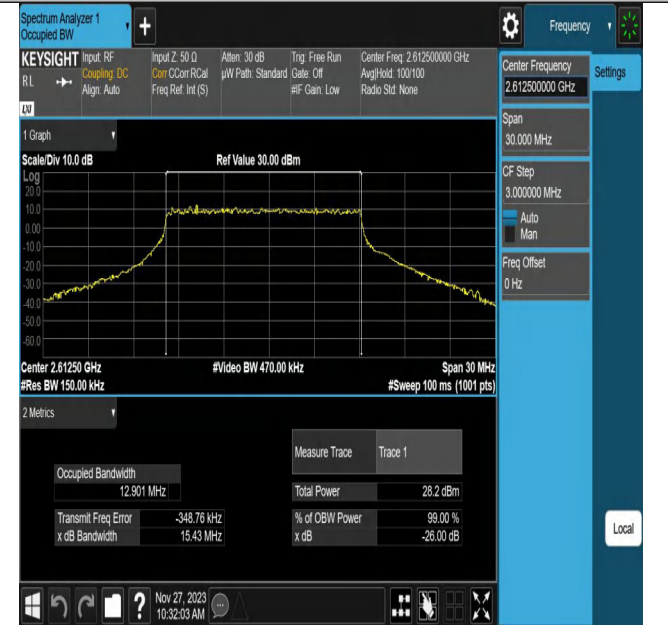 Spectrum Analyzer 1
Occupied BW
+
Frequency
KEYSIGHT
RL
LXI
Input: RF
Coupling: DC
Align: Auto
Input Z: 50 Ω
Corr CCorr RCal
Freq Ref: Int (S)
Atten: 30 dB
µW Path: Standard
Trig: Free Run
Gate: Off
#IF Gain: Low
Center Freq: 2.612500000 GHz
Avg|Hold: 100/100
Radio Std: None
Center Frequency
2.612500000 GHz
Settings
Span
30.000 MHz
CF Step
3.000000 MHz
Auto
Man
Freq Offset
0 Hz
Local
1 Graph
Scale/Div 10.0 dB
Ref Value 30.00 dBm
Log
20.0
10.0
0.00
-10.0
-20.0
-30.0
-40.0
-50.0
-60.0
Center 2.61250 GHz
#Video BW 470.00 kHz
Span 30 MHz
#Res BW 150.00 kHz
#Sweep 100 ms (1001 pts)
2 Metrics
Measure Trace
Trace 1
Occupied Bandwidth
12.901 MHz
Total Power
28.2 dBm
Transmit Freq Error
-348.76 kHz
% of OBW Power
99.00 %
x dB Bandwidth
15.43 MHz
x dB
-26.00 dB
?
Nov 27, 2023
10:32:03 AM